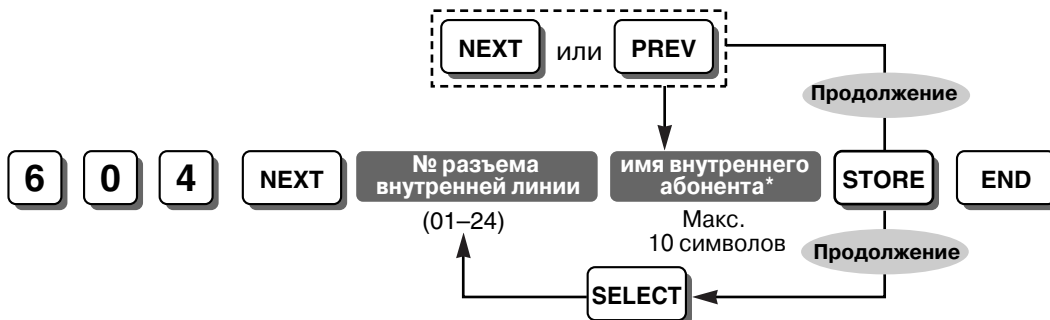 NEXT или PREV
Продолжение
6 0 4 NEXT № разъема внутренней линии имя внутреннего абонента* STORE END
(01–24)
Макс.
10 символов
Продолжение
SELECT